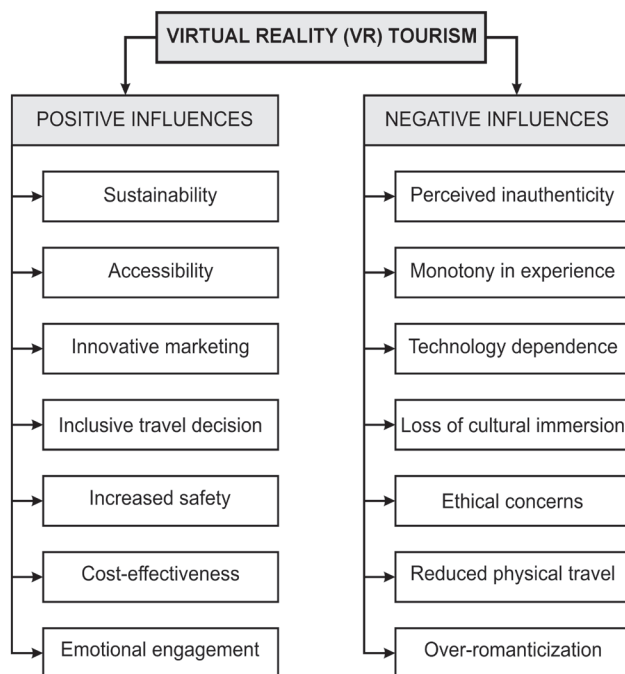 VIRTUAL REALITY (VR) TOURISM
POSITIVE INFLUENCES
Sustainability
Accessibility
Innovative marketing
Inclusive travel decision
Increased safety
Cost-effectiveness
Emotional engagement
NEGATIVE INFLUENCES
Perceived inauthenticity
Monotony in experience
Technology dependence
Loss of cultural immersion
Ethical concerns
Reduced physical travel
Over-romanticization